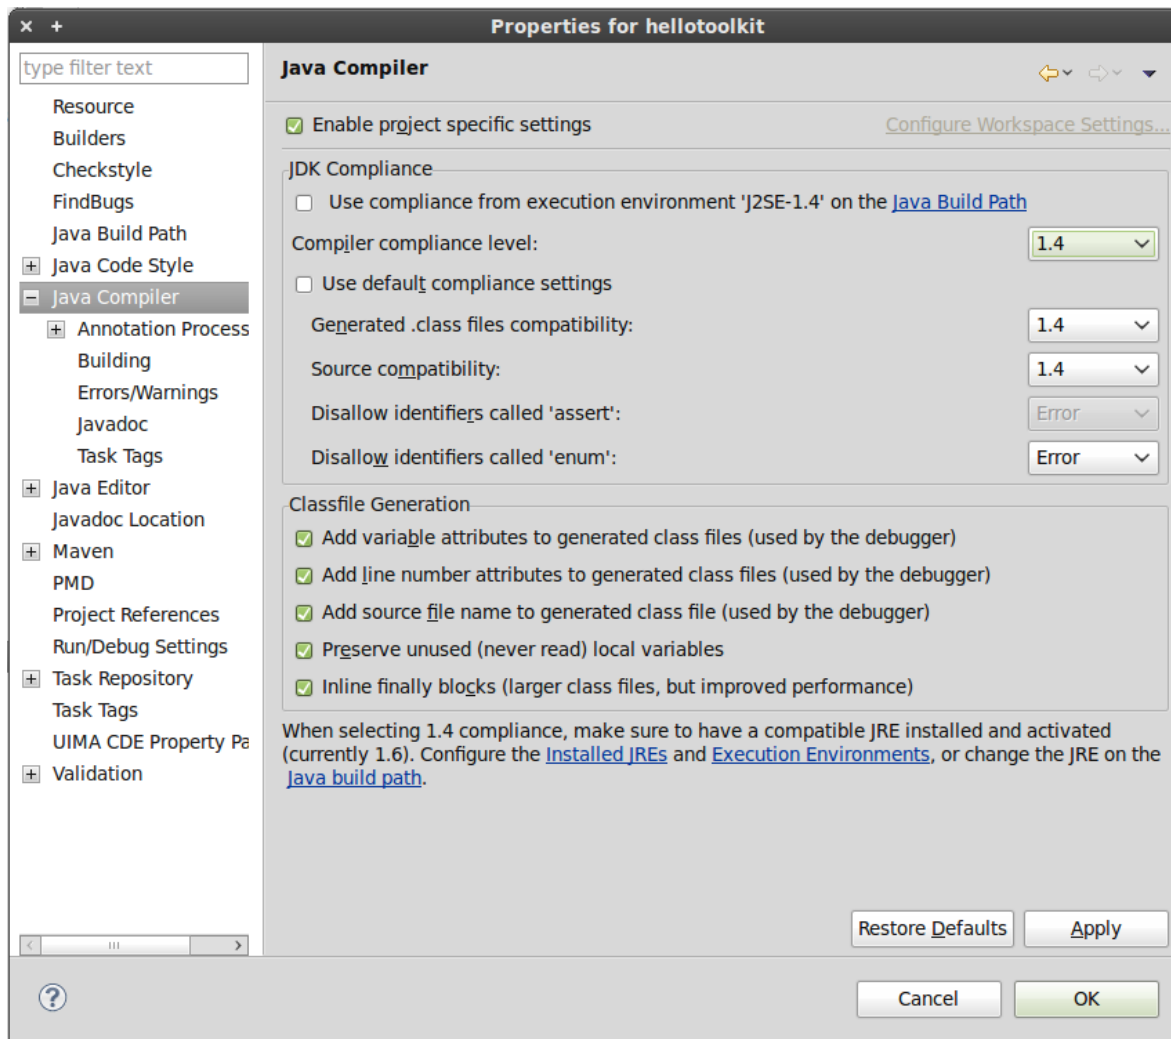 Properties for hellotoolkit
type filter text
Resource
Builders
Checkstyle
FindBugs
Java Build Path
Java Code Style
Java Compiler
Annotation Process
Building
Errors/Warnings
Javadoc
Task Tags
Java Editor
Javadoc Location
Maven
PMD
Project References
Run/Debug Settings
Task Repository
Task Tags
UIMA CDE Property Pa
Validation
Java Compiler
Enable project specific settings
Configure Workspace Settings...
JDK Compliance
Use compliance from execution environment 'J2SE-1.4' on the Java Build Path
Compiler compliance level: 1.4
Use default compliance settings
Generated .class files compatibility: 1.4
Source compatibility: 1.4
Disallow identifiers called 'assert': Error
Disallow identifiers called 'enum': Error
Classfile Generation
Add variable attributes to generated class files (used by the debugger)
Add line number attributes to generated class files (used by the debugger)
Add source file name to generated class file (used by the debugger)
Preserve unused (never read) local variables
Inline finally blocks (larger class files, but improved performance)
When selecting 1.4 compliance, make sure to have a compatible JRE installed and activated
(currently 1.6). Configure the Installed JREs and Execution Environments, or change the JRE on the
Java build path.
Restore Defaults
Apply
Cancel
OK